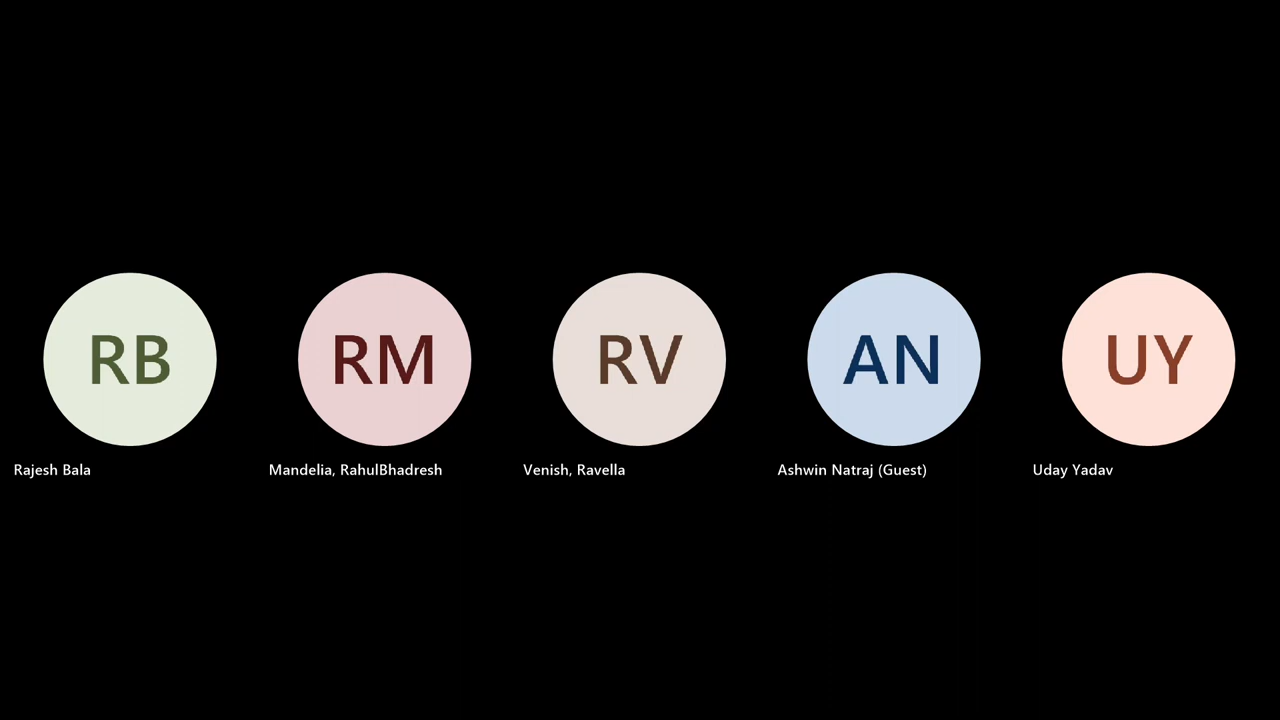 RB
RM
RV
AN
UY
Rajesh Bala
Mandelia, RahulBhadresh
Venish, Ravella
Ashwin Natraj (Guest)
Uday Yadav